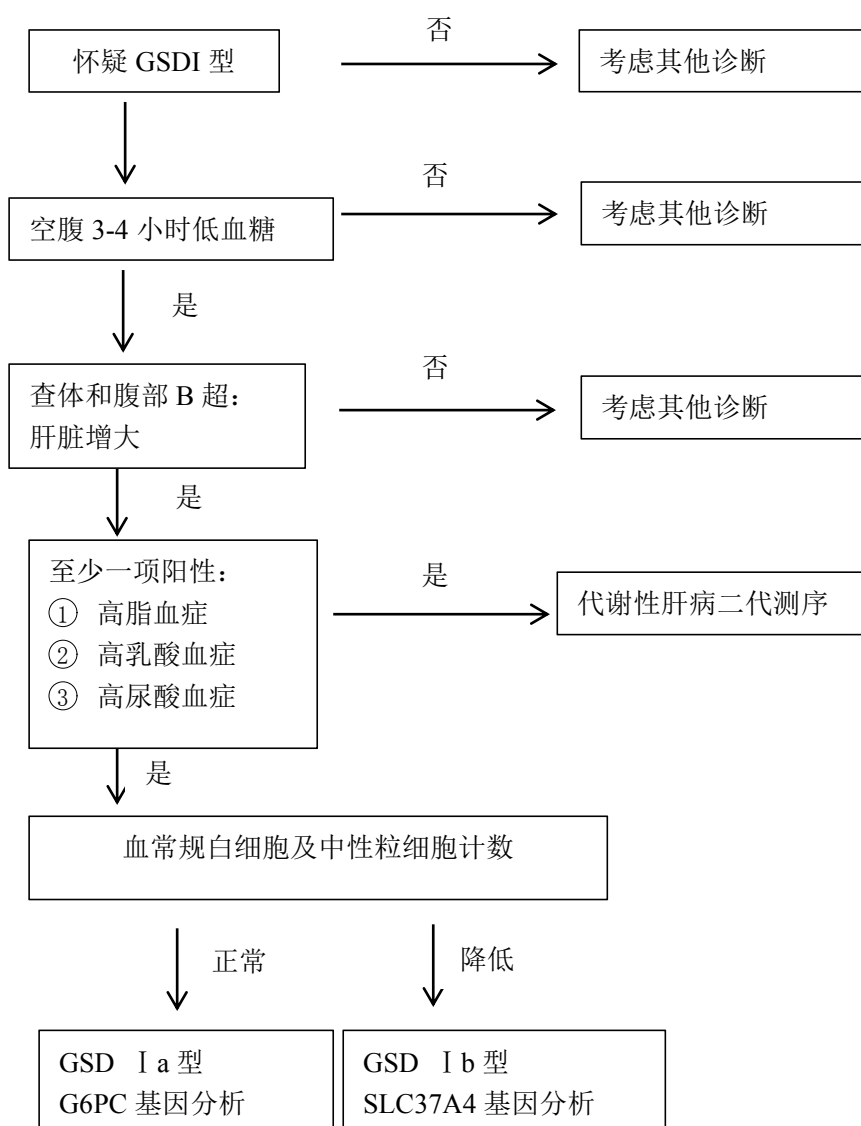 否
怀疑 GSDI 型
考虑其他诊断
否
空腹 3-4 小时低血糖
考虑其他诊断
是
否
查体和腹部 B 超:
肝脏增大
考虑其他诊断
是
至少一项阳性:
① 高脂血症
② 高乳酸血症
③ 高尿酸血症
是
代谢性肝病二代测序
是
血常规白细胞及中性粒细胞计数
正常
降低
GSD Ⅰa 型
G6PC 基因分析
GSD Ⅰb 型
SLC37A4 基因分析